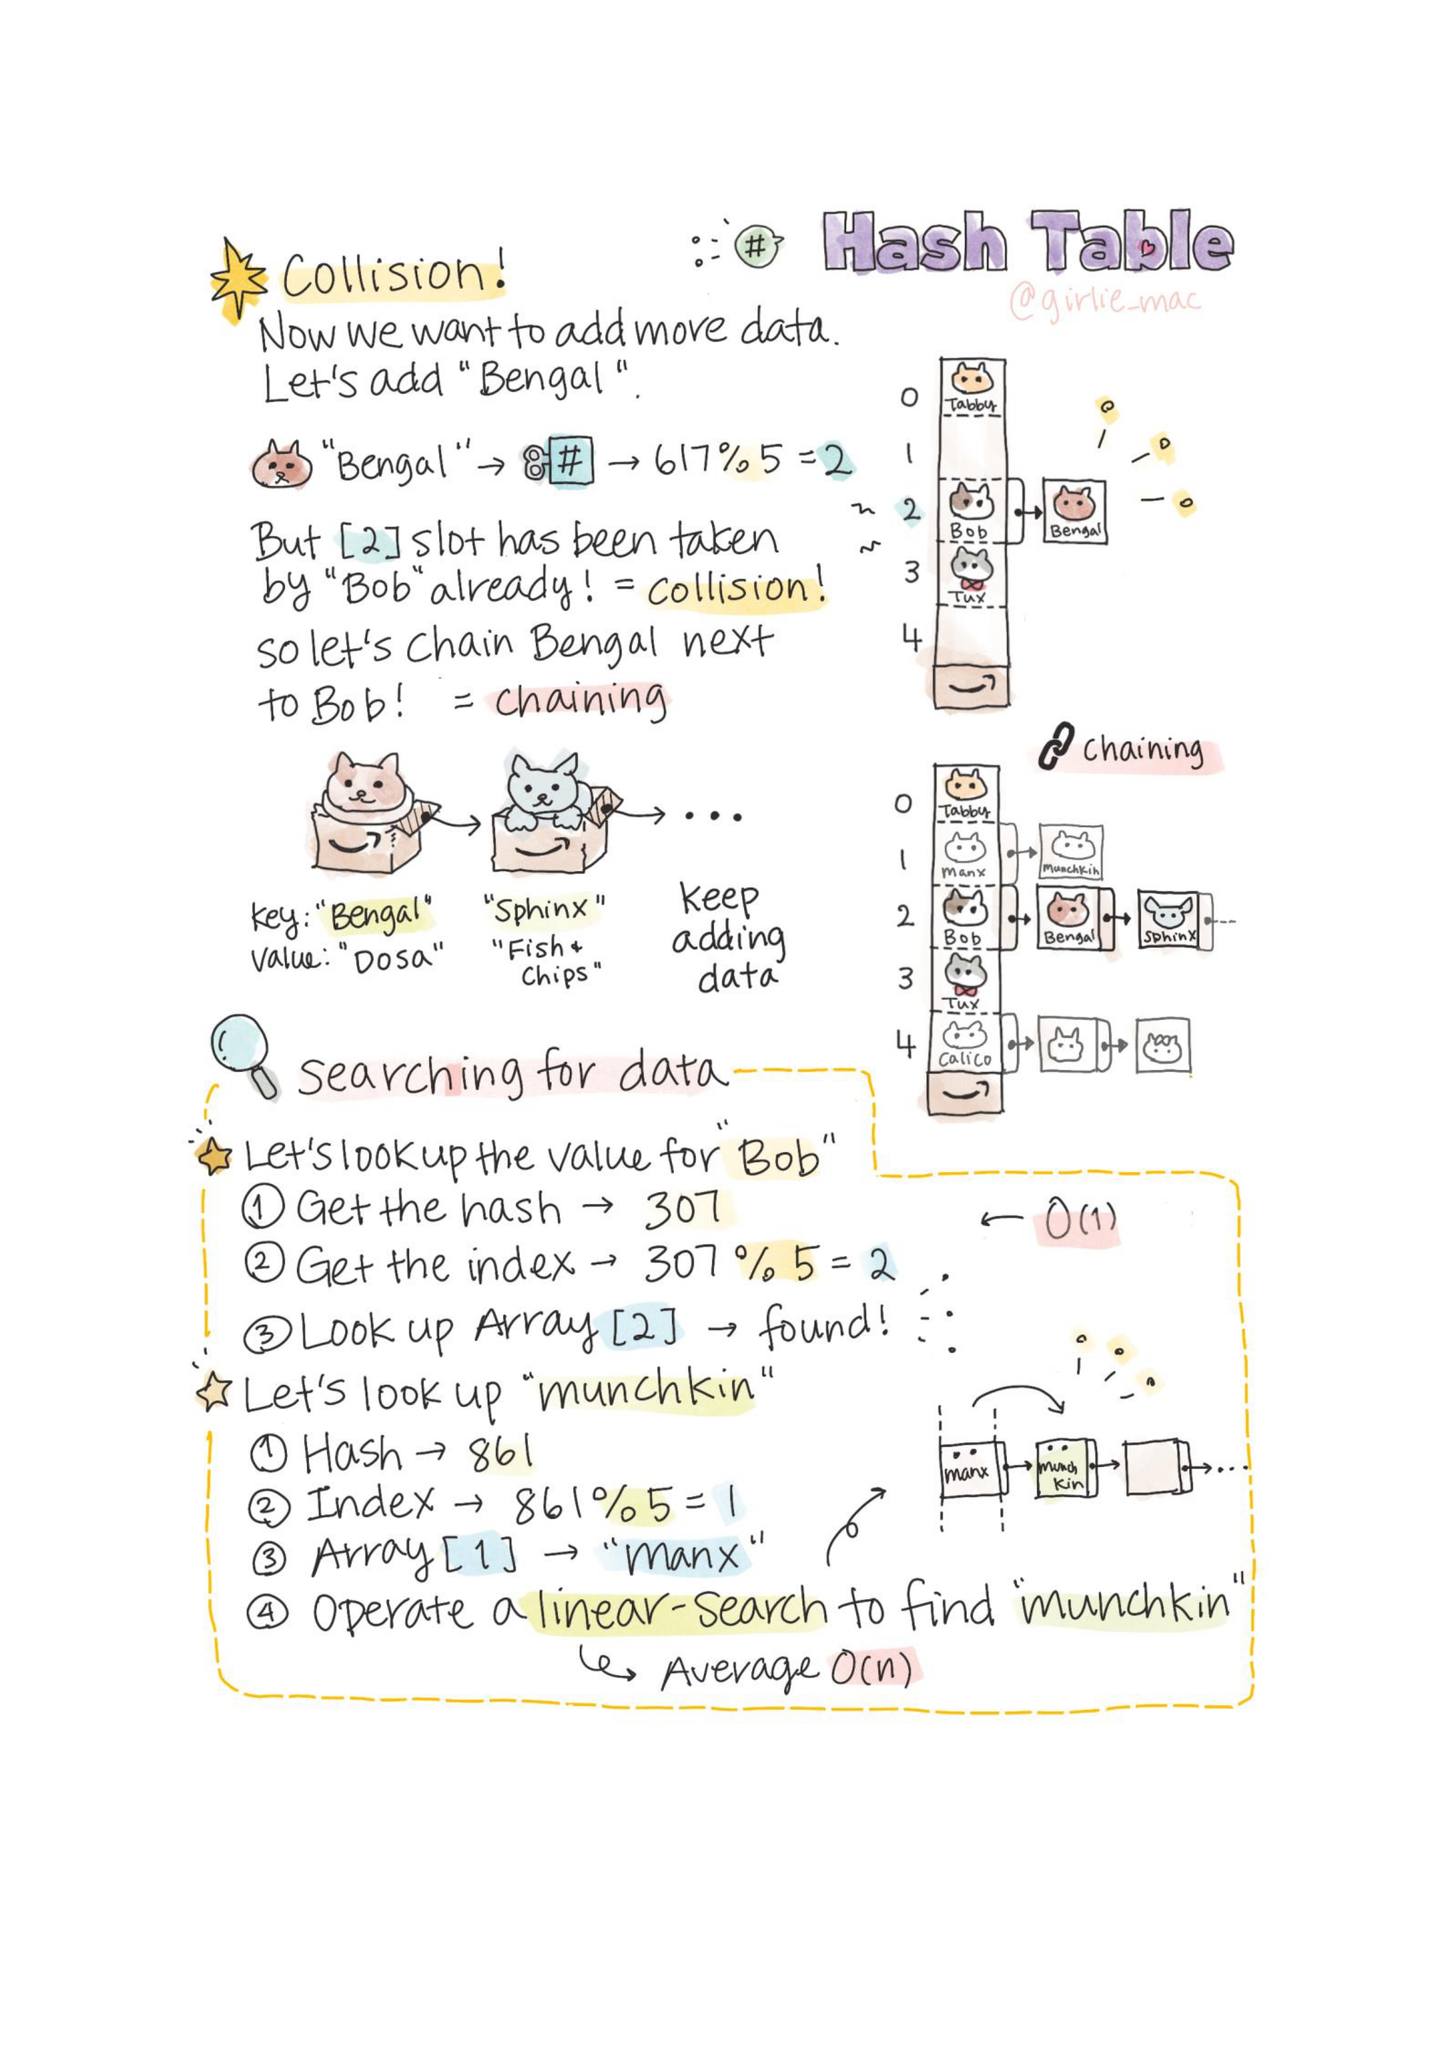 # Hash Table
@girlie_mac
Collision!
Now we want to add more data.
Let's add "Bengal".
"Bengal" → # → 617 % 5 = 2
But [2] slot has been taken
by "Bob" already! = collision!
so let's chain Bengal next
to Bob! = chaining
0
Tabby
1
2
Bob
Bengal
3
Tux
4
key: "Bengal"
value: "Dosa"
"Sphinx"
"Fish +
Chips"
keep
adding
data
chaining
0
Tabby
1
manx
munchkin
2
Bob
Bengal
Sphinx
3
Tux
4
Calico
searching for data
Let's look up the value for "Bob"
① Get the hash → 307
② Get the index → 307 % 5 = 2
③ Look up Array [2] → found!
← O(1)
Let's look up "munchkin"
① Hash → 861
② Index → 861 % 5 = 1
③ Array [1] → "manx"
④ Operate a linear-search to find "munchkin"
Average O(n)
manx
munch
kin